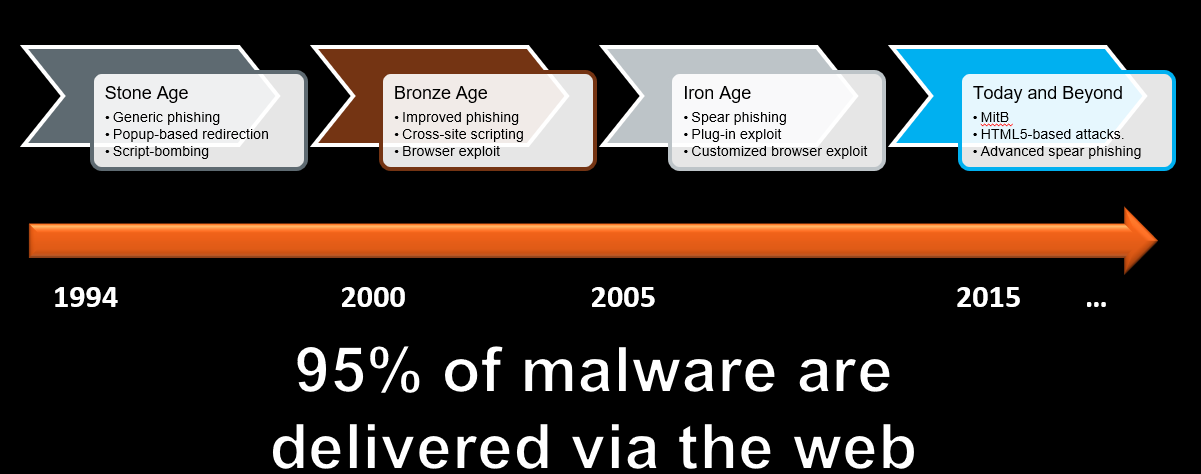 Stone Age
• Generic phishing
• Popup-based redirection
• Script-bombing
Bronze Age
• Improved phishing
• Cross-site scripting
• Browser exploit
Iron Age
• Spear phishing
• Plug-in exploit
• Customized browser exploit
Today and Beyond
• MitB
• HTML5-based attacks.
• Advanced spear phishing
1994 2000 2005 2015 ...
95% of malware are
delivered via the web